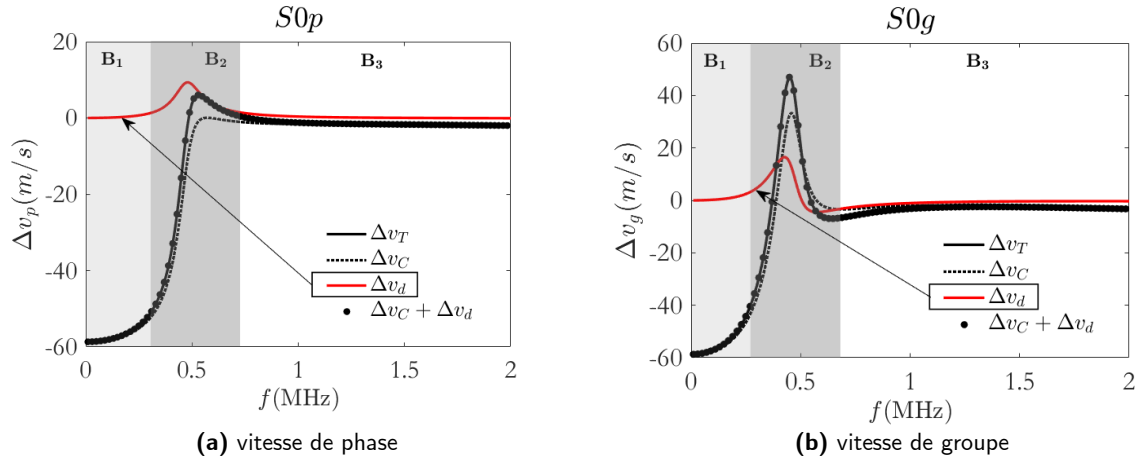 S0p
20
0
-20
-40
-60
Δv_p(m/s)
B₁
B₂
B₃
Δv_T
Δv_C
Δv_d
Δv_C + Δv_d
0
0.5
1
1.5
2
f(MHz)
(a) vitesse de phase
S0g
60
40
20
0
-20
-40
-60
Δv_g(m/s)
B₁
B₂
B₃
Δv_T
Δv_C
Δv_d
Δv_C + Δv_d
0
0.5
1
1.5
2
f(MHz)
(b) vitesse de groupe